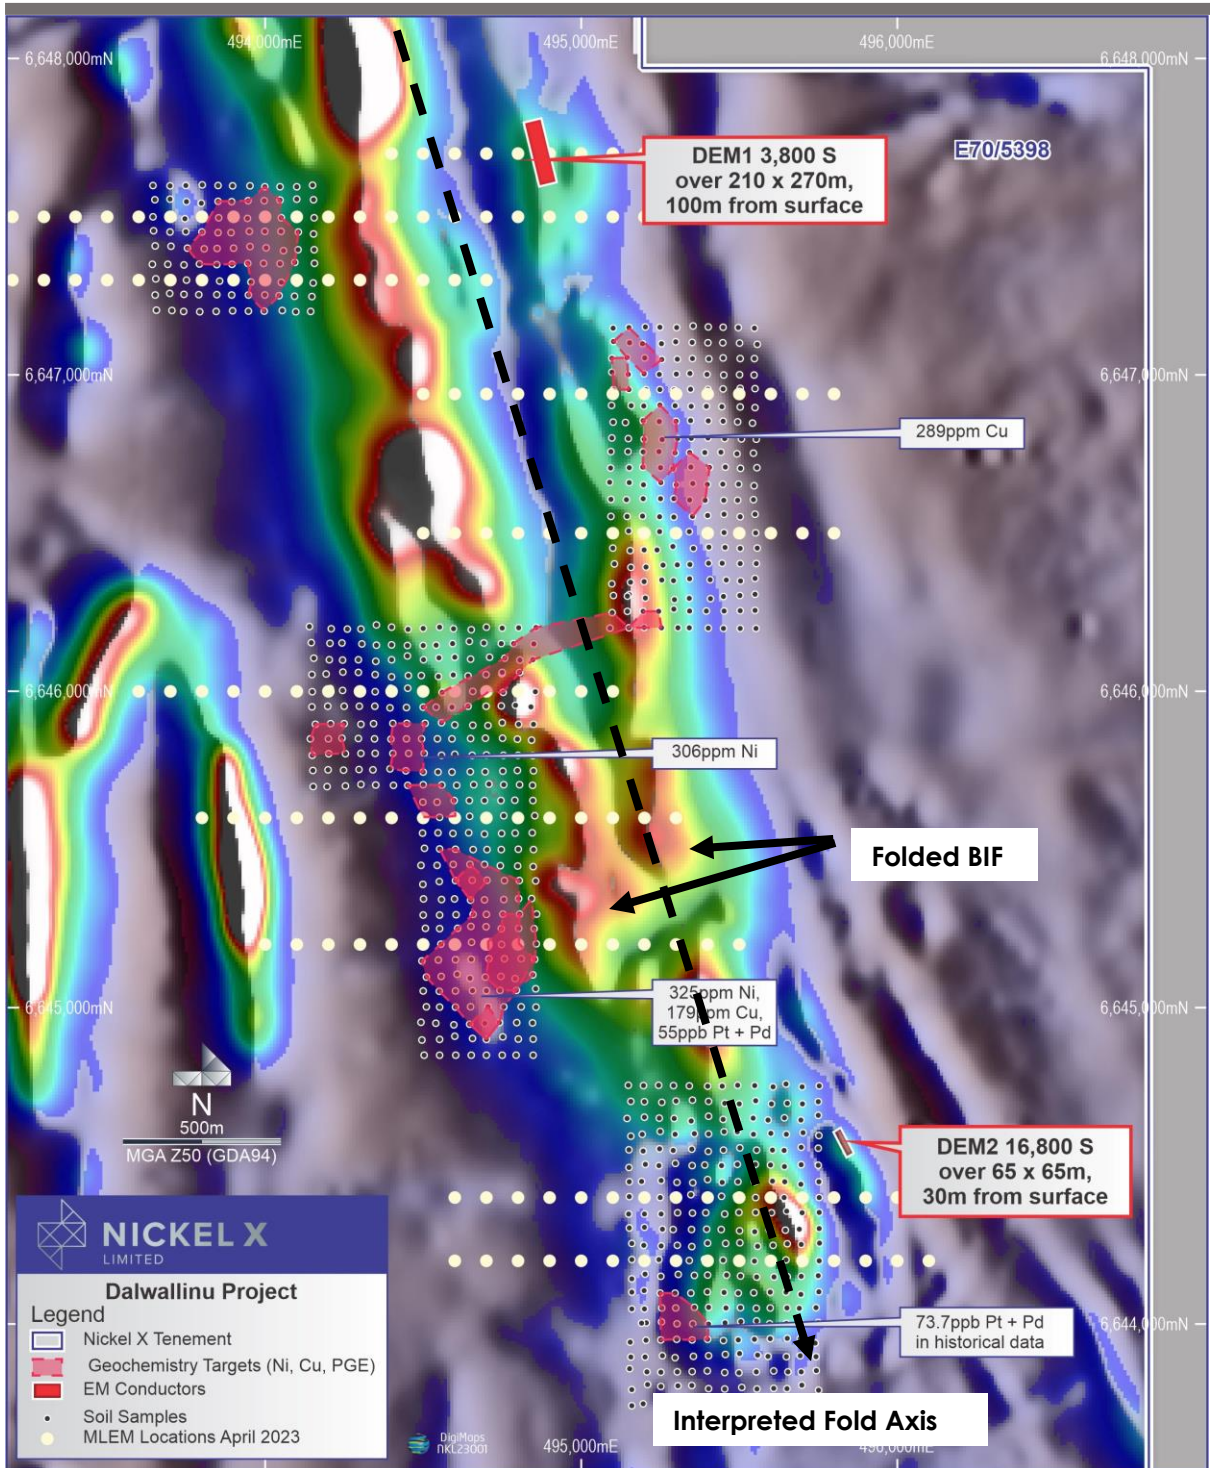 494,000mE
495,000mE
496,000mE
6,648,000mN
6,648,000mN
E70/5398
DEM1 3,800 S
over 210 x 270m,
100m from surface
6,647,000mN
6,647,000mN
289ppm Cu
6,646,000mN
6,646,000mN
306ppm Ni
Folded BIF
325ppm Ni,
179ppm Cu,
55ppb Pt + Pd
6,645,000mN
6,645,000mN
N
500m
MGA Z50 (GDA94)
DEM2 16,800 S
over 65 x 65m,
30m from surface
NICKEL X
LIMITED
Dalwallinu Project
Legend
Nickel X Tenement
Geochemistry Targets (Ni, Cu, PGE)
EM Conductors
Soil Samples
MLEM Locations April 2023
73.7ppb Pt + Pd
in historical data
6,644,000mN
Interpreted Fold Axis
DigiMaps
NKL23001
495,000mE
496,000mE